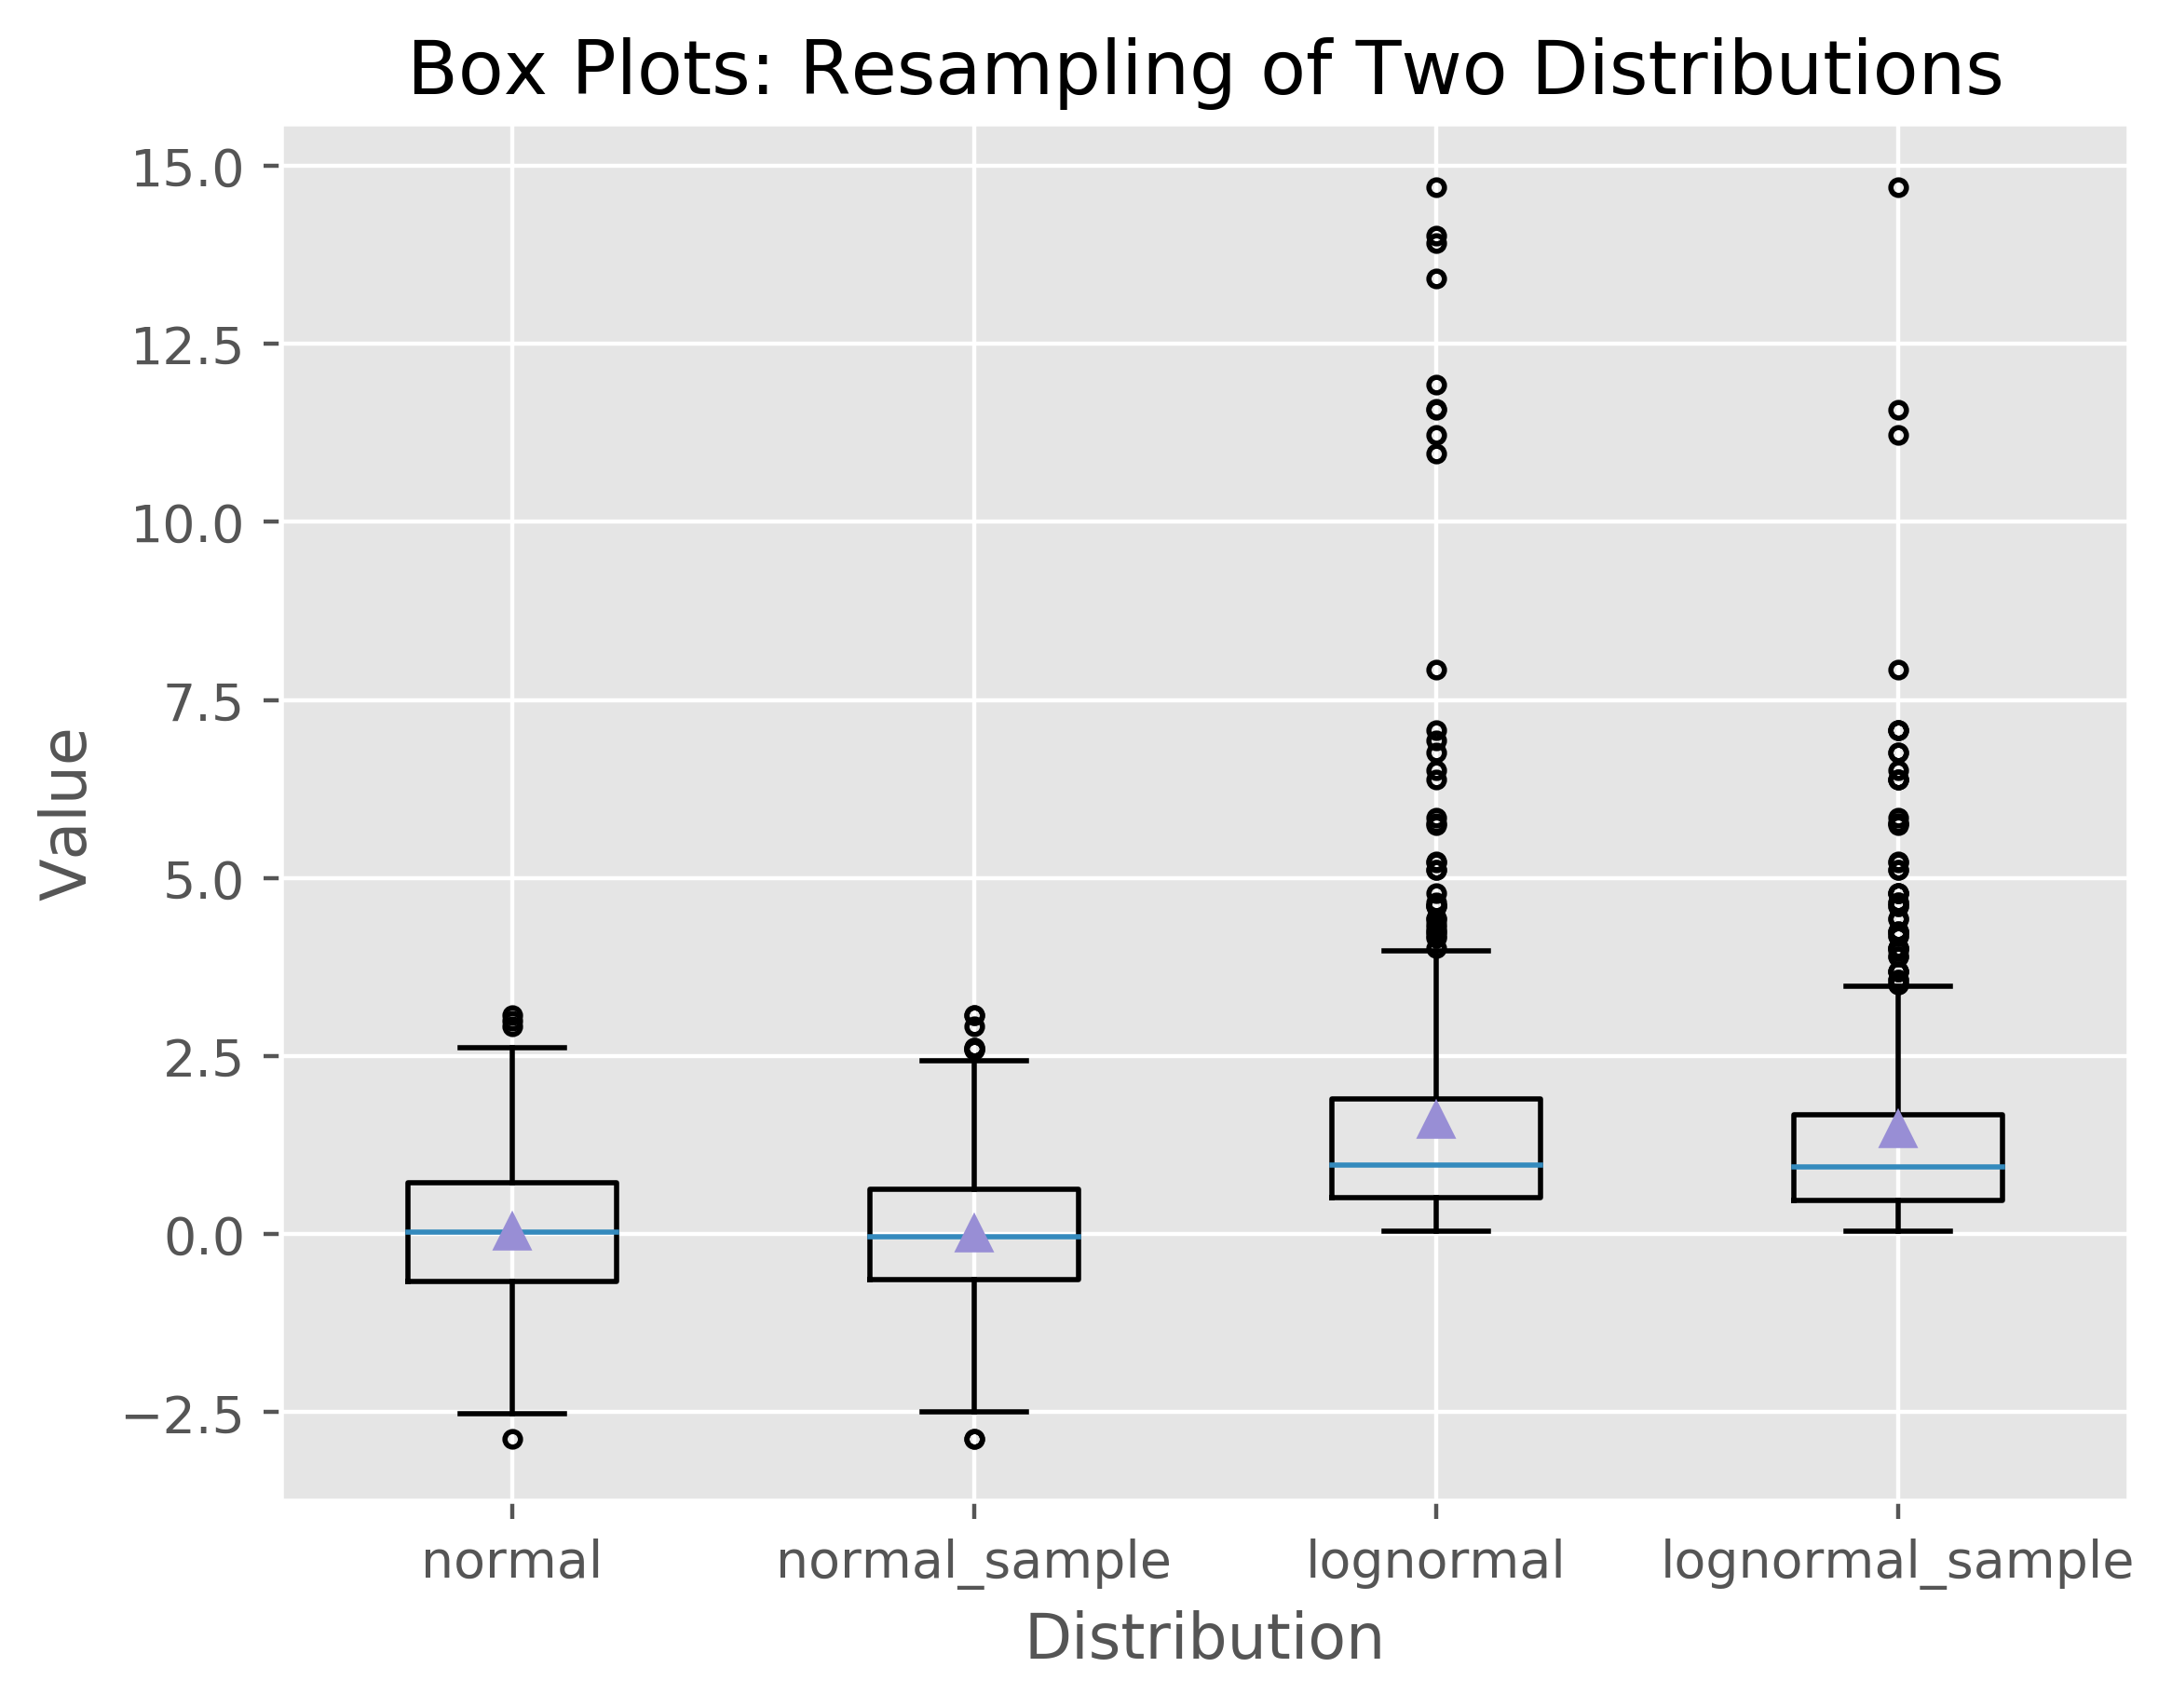 Box Plots: Resampling of Two Distributions
15.0
12.5
10.0
7.5
5.0
2.5
0.0
−2.5
Value
normal normal_sample lognormal lognormal_sample
Distribution